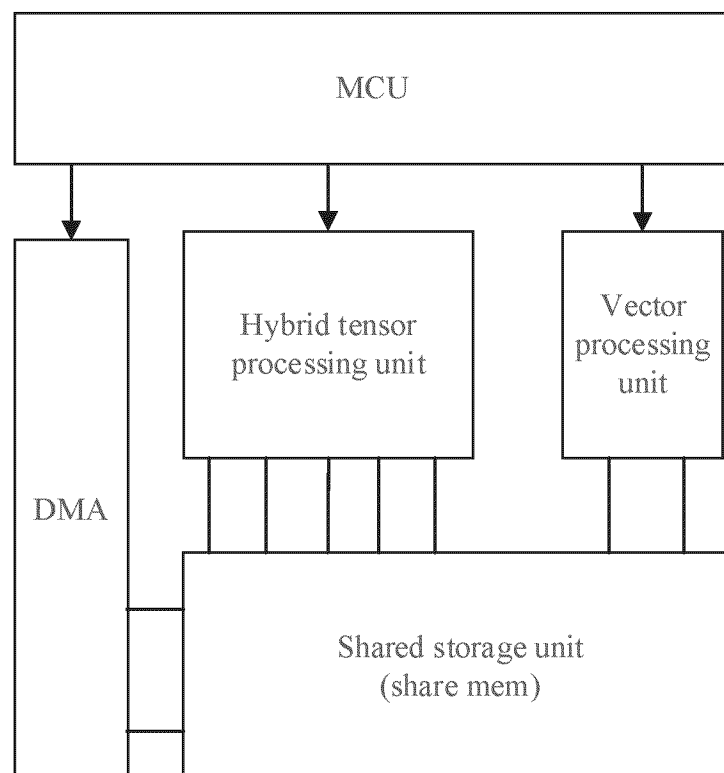 MCU
Hybrid tensor
processing unit
Vector
processing
unit
DMA
Shared storage unit
(share mem)